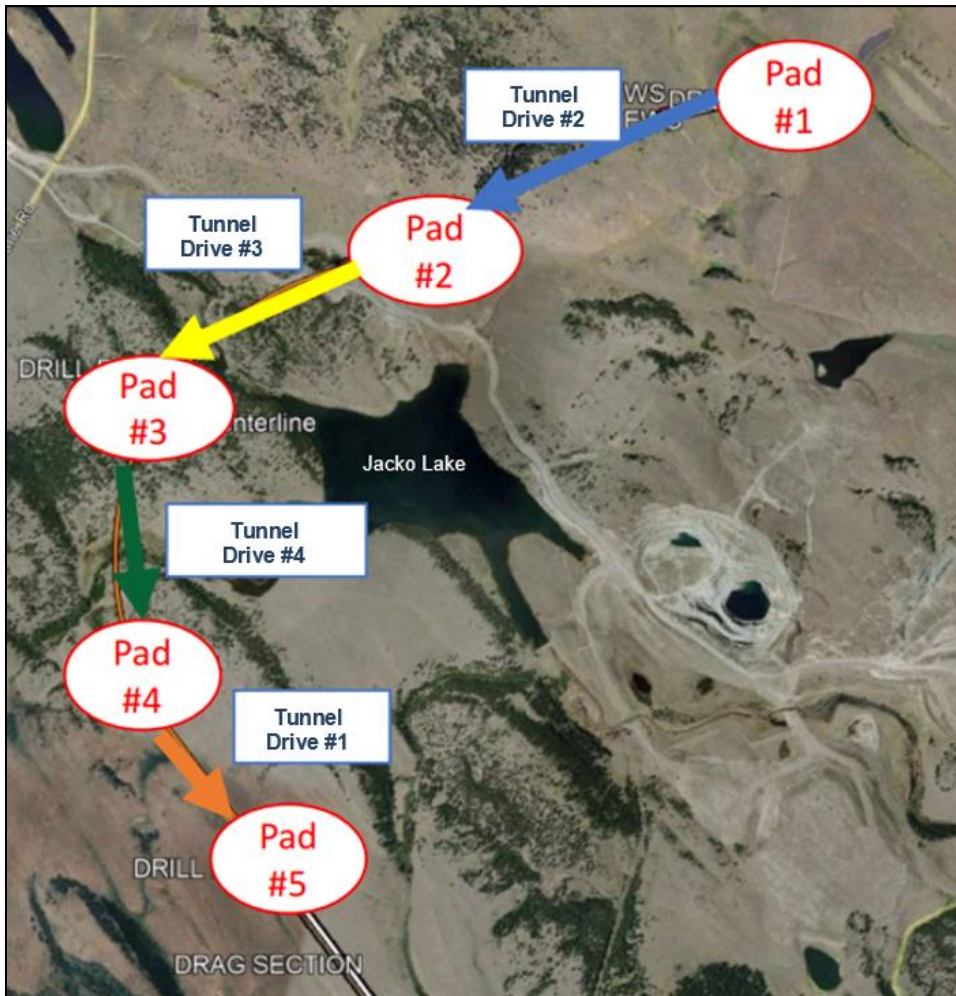 Pad
#1
Tunnel
Drive #2
WS
Pad
#2
Tunnel
Drive #3
DRILL
Pad
#3
nterline
Jacko Lake
Tunnel
Drive #4
Pad
#4
Tunnel
Drive #1
Pad
#5
DRILL
DRAG SECTION